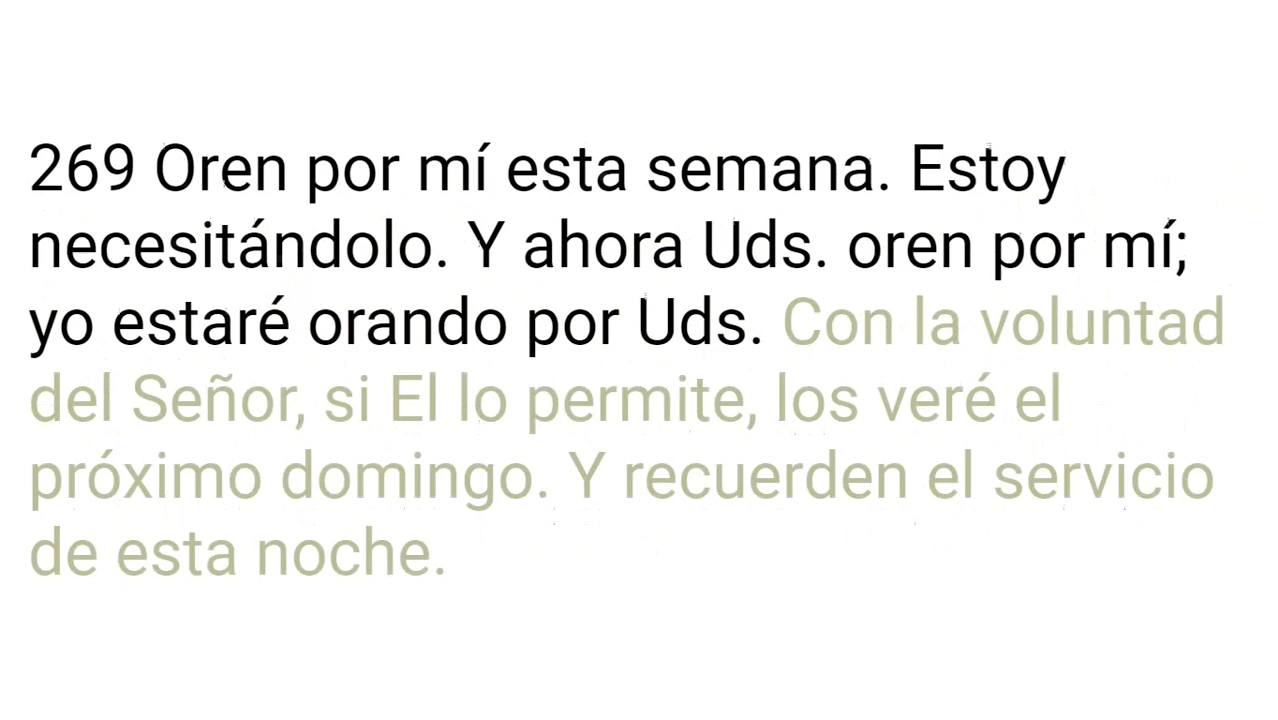 269 Oren por mí esta semana. Estoy
necesitándolo. Y ahora Uds. oren por mí;
yo estaré orando por Uds. Con la voluntad
del Señor, si El lo permite, los veré el
próximo domingo. Y recuerden el servicio
de esta noche.